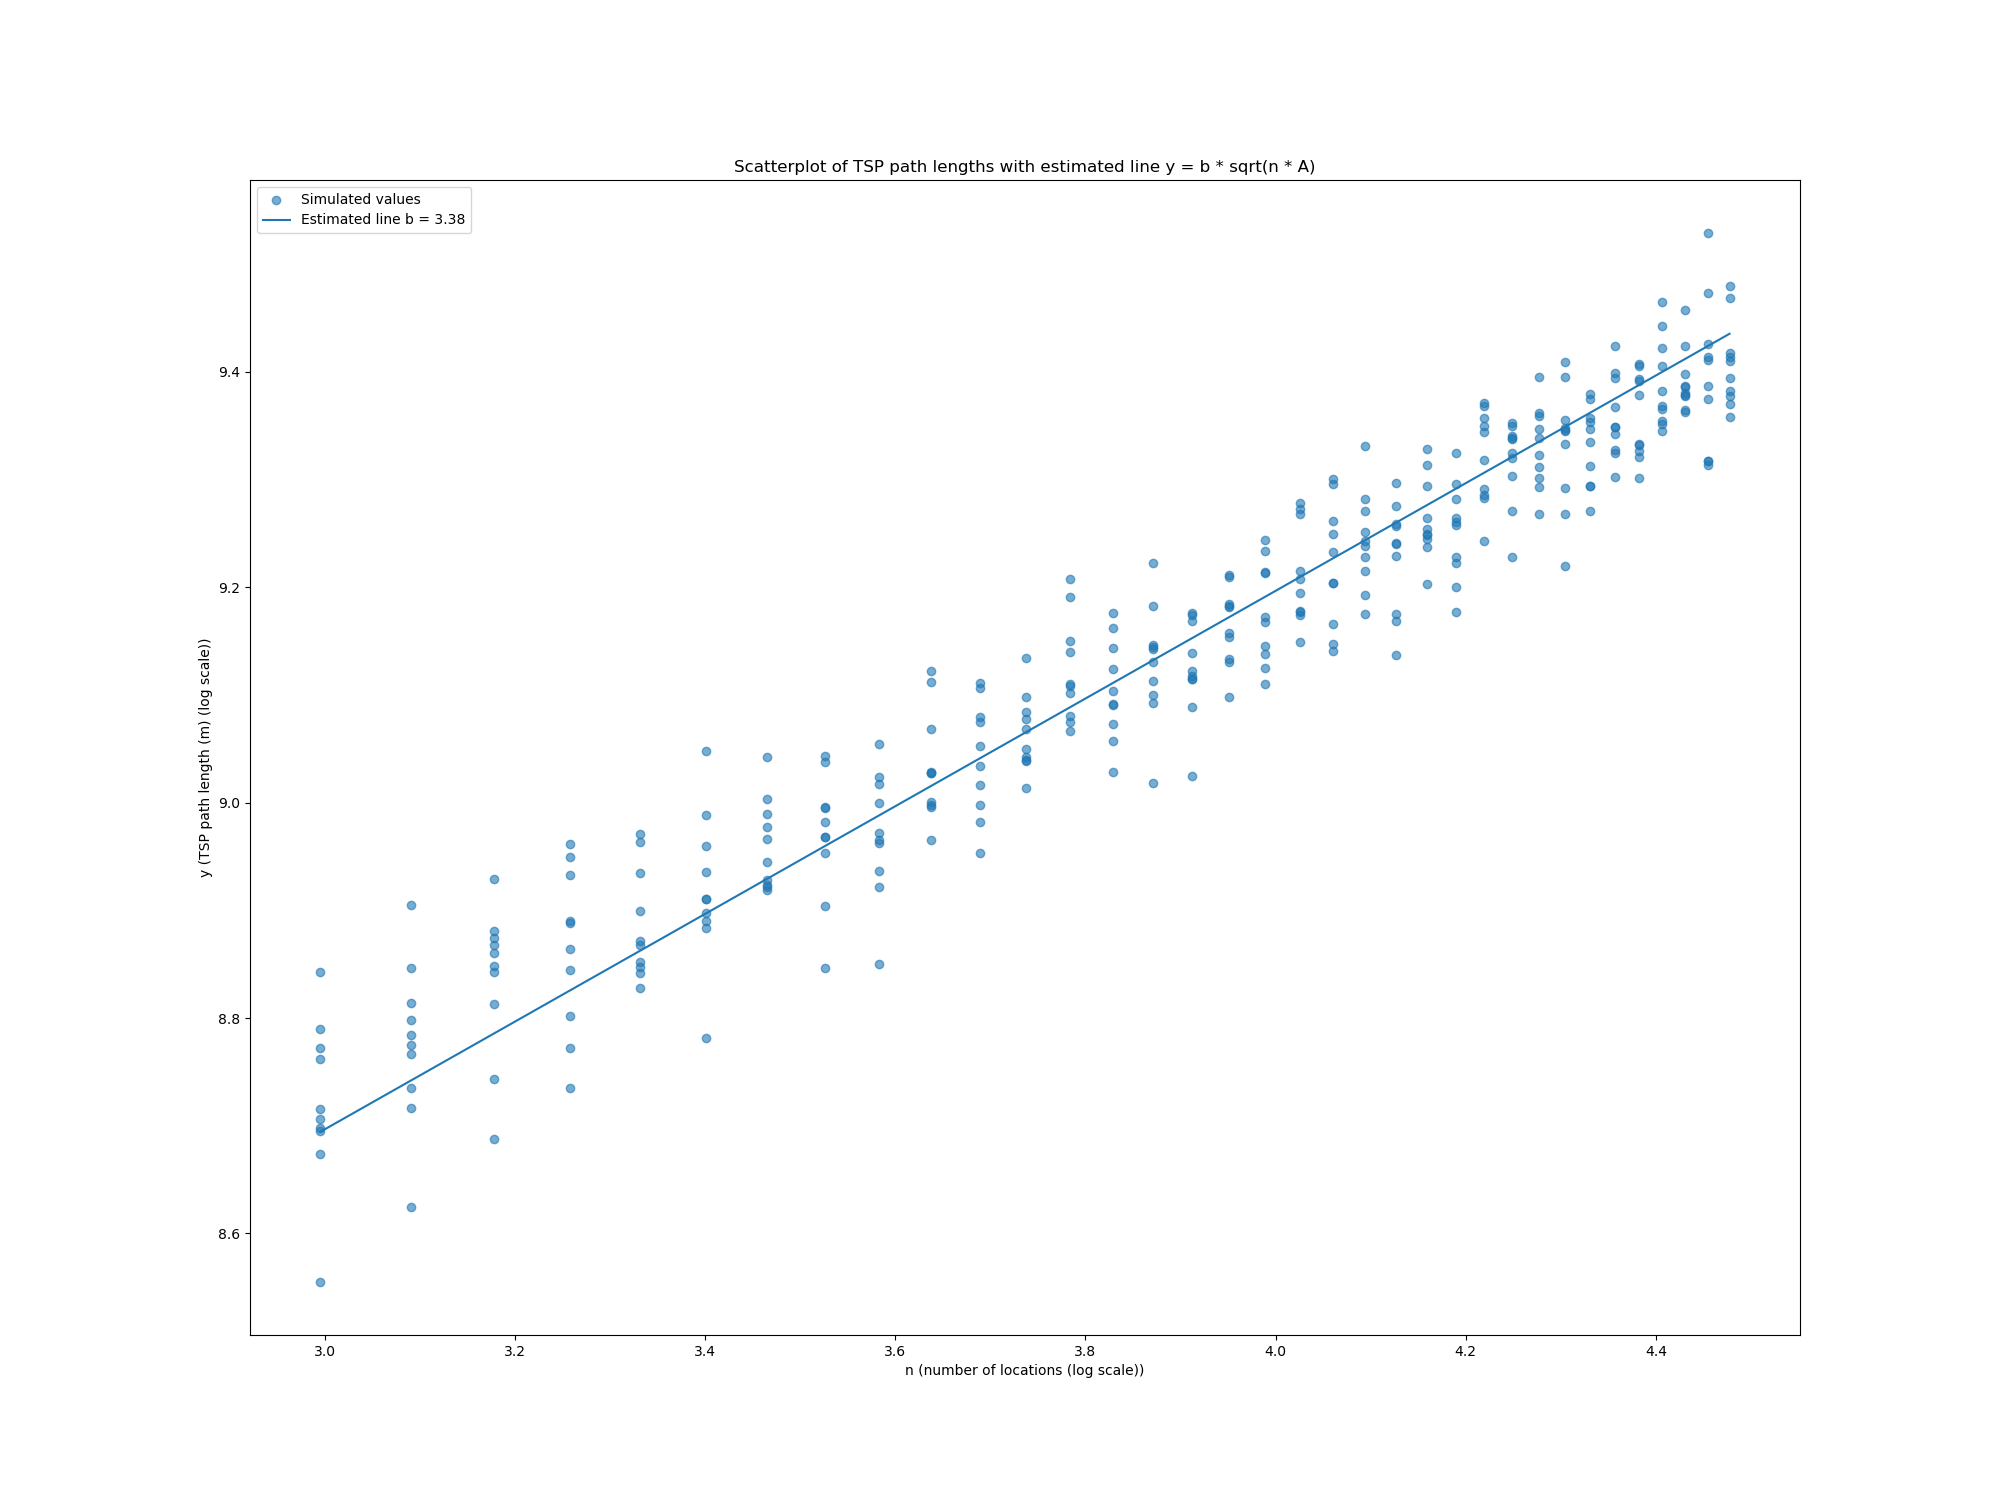 Scatterplot of TSP path lengths with estimated line y = b * sqrt(n * A)
Simulated values
Estimated line b = 3.38
y (TSP path length (m) (log scale))
9.4
9.2
9.0
8.8
8.6
3.0 3.2 3.4 3.6 3.8 4.0 4.2 4.4
n (number of locations (log scale))